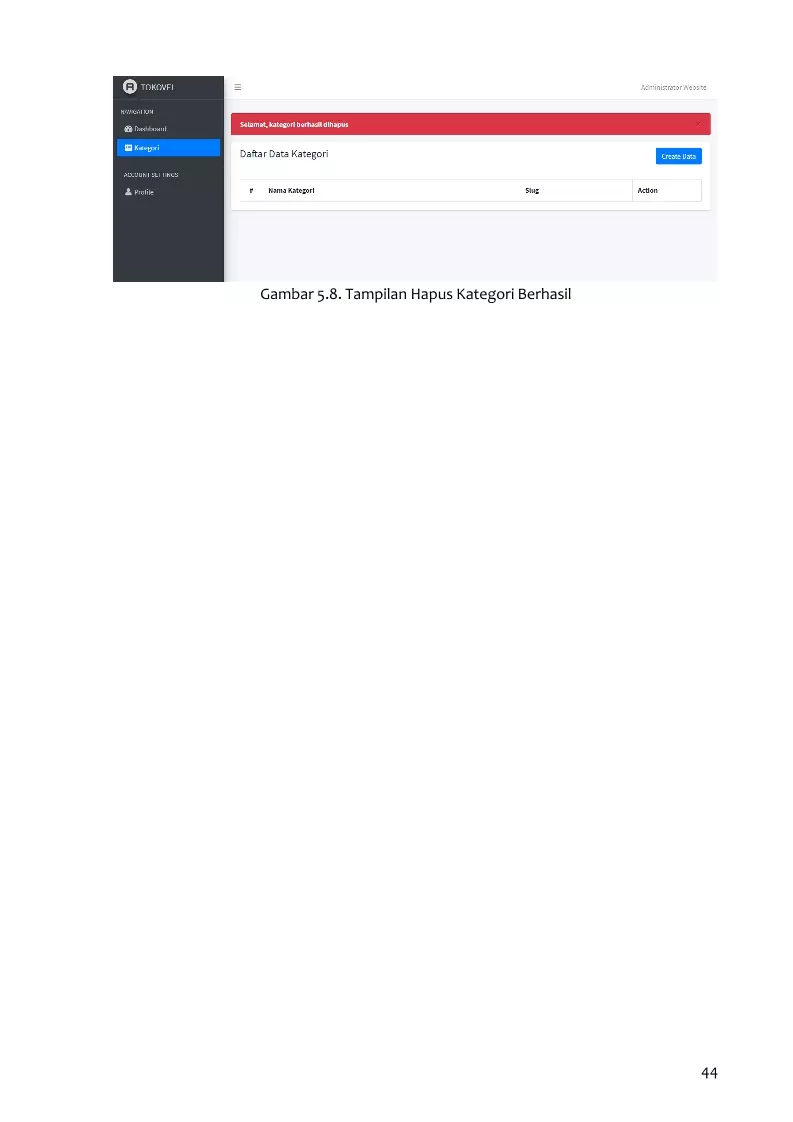 TOKOVEI
Administrator Website
NAVIGATION
Dashboard
Kategori
ACCOUNT SETTINGS
Profile
Selamat, kategori berhasil dihapus
Daftar Data Kategori
Create Data
# Nama Kategori Slug Action
Gambar 5.8. Tampilan Hapus Kategori Berhasil
44